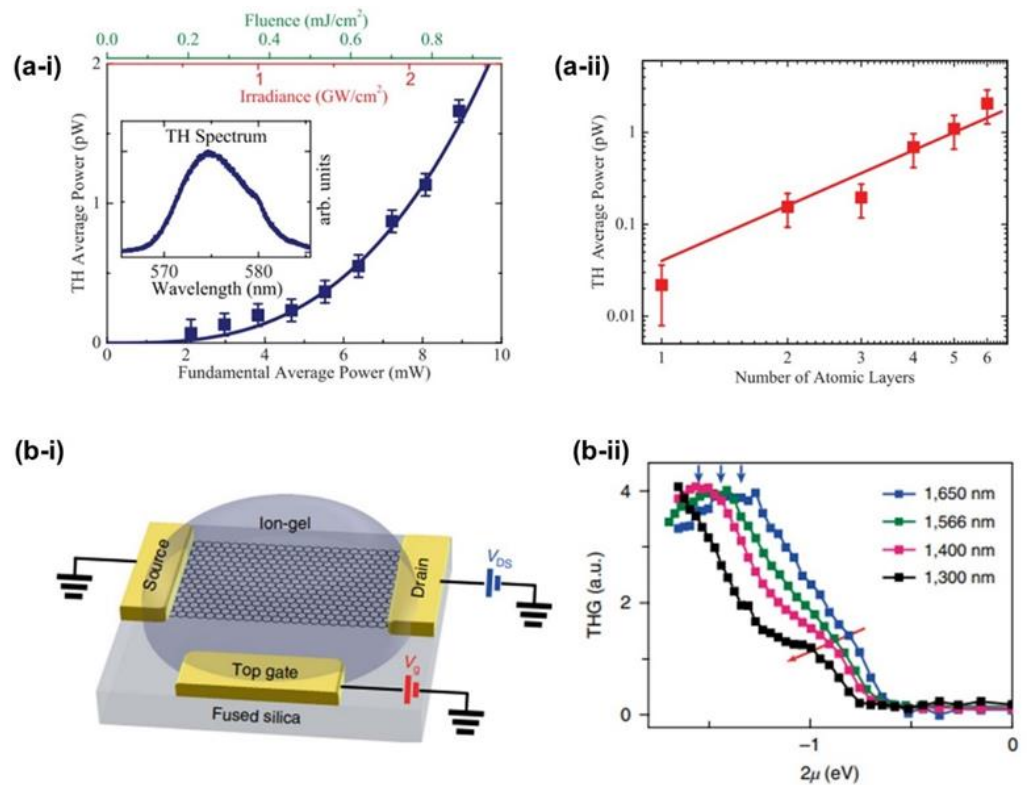 (a-i)
Fluence (mJ/cm²)
0.0 0.2 0.4 0.6 0.8
1 2
Irradiance (GW/cm²)
TH Average Power (pW)
2
1
0
TH Spectrum
arb. units
570 580
Wavelength (nm)
0 2 4 6 8 10
Fundamental Average Power (mW)
(a-ii)
TH Average Power (pW)
1
0.1
0.01
1 2 3 4 5 6
Number of Atomic Layers
(b-i)
Ion-gel
Source
Drain
V_DS
Top gate
V_g
Fused silica
(b-ii)
THG (a.u.)
4
2
0
1,650 nm
1,566 nm
1,400 nm
1,300 nm
−1 0
2μ (eV)